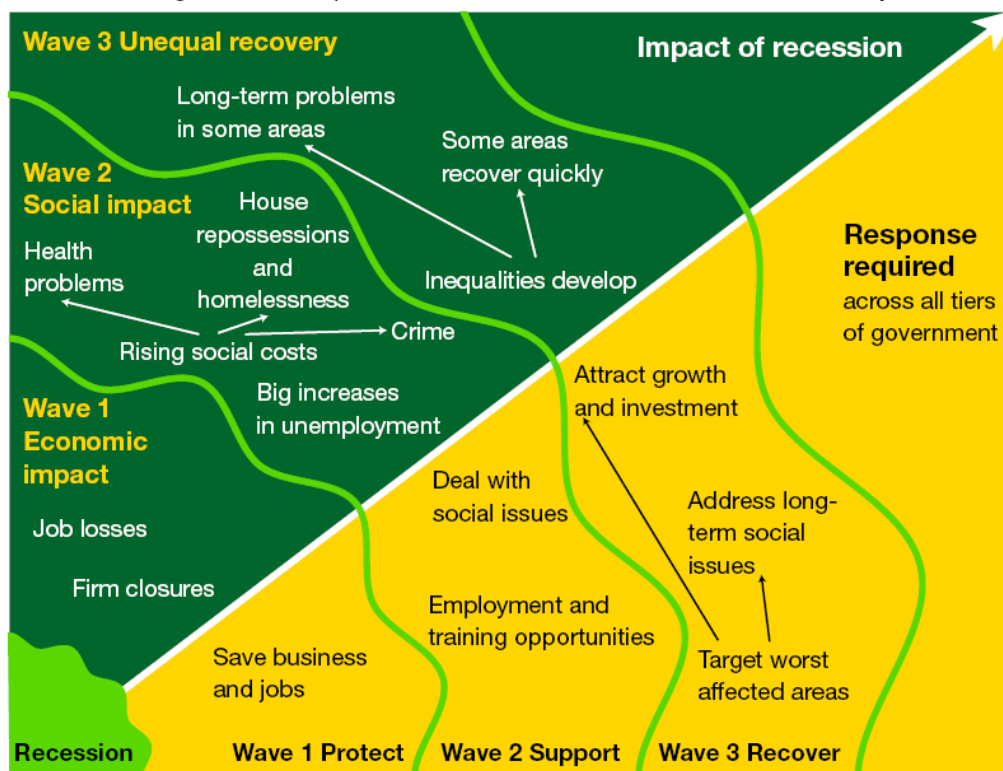 Wave 3 Unequal recovery
Impact of recession
Long-term problems
in some areas
Some areas
recover quickly
Inequalities develop
Wave 2
Social impact
House
repossessions
and
homelessness
Health
problems
Crime
Rising social costs
Big increases
in unemployment
Wave 1
Economic
impact
Job losses
Firm closures
Recession
Response
required
across all tiers
of government
Attract growth
and investment
Deal with
social issues
Address long-
term social
issues
Employment and
training opportunities
Save business
and jobs
Target worst
affected areas
Wave 1 Protect
Wave 2 Support
Wave 3 Recover